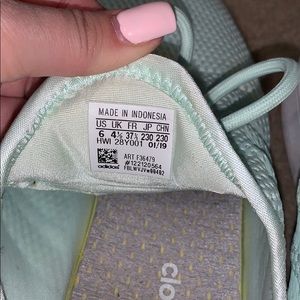 MADE IN INDONESIA
US UK FR JP CHN
6 4½ 37⅓ 230 230
HWI 28Y001 01/19
ART F36479
#122120564
adidas
clo